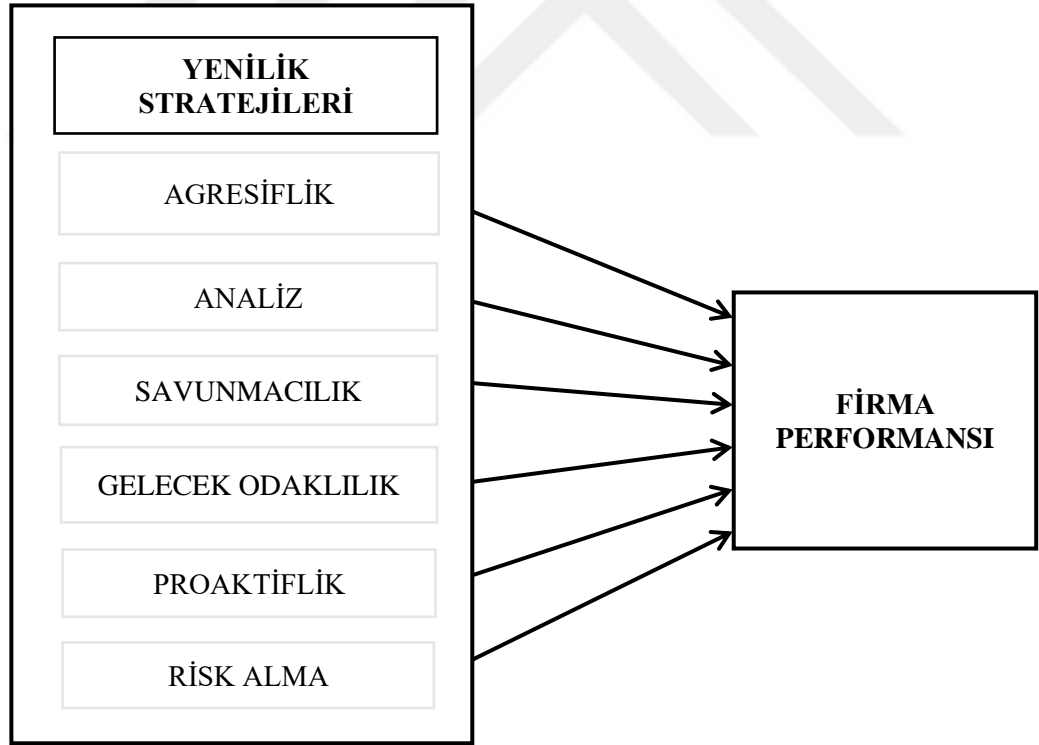 YENİLİK
STRATEJİLERİ
AGRESİFLİK
ANALİZ
SAVUNMACILIK
GELECEK ODAKLILIK
PROAKTİFLİK
RİSK ALMA
FİRMA
PERFORMANSI